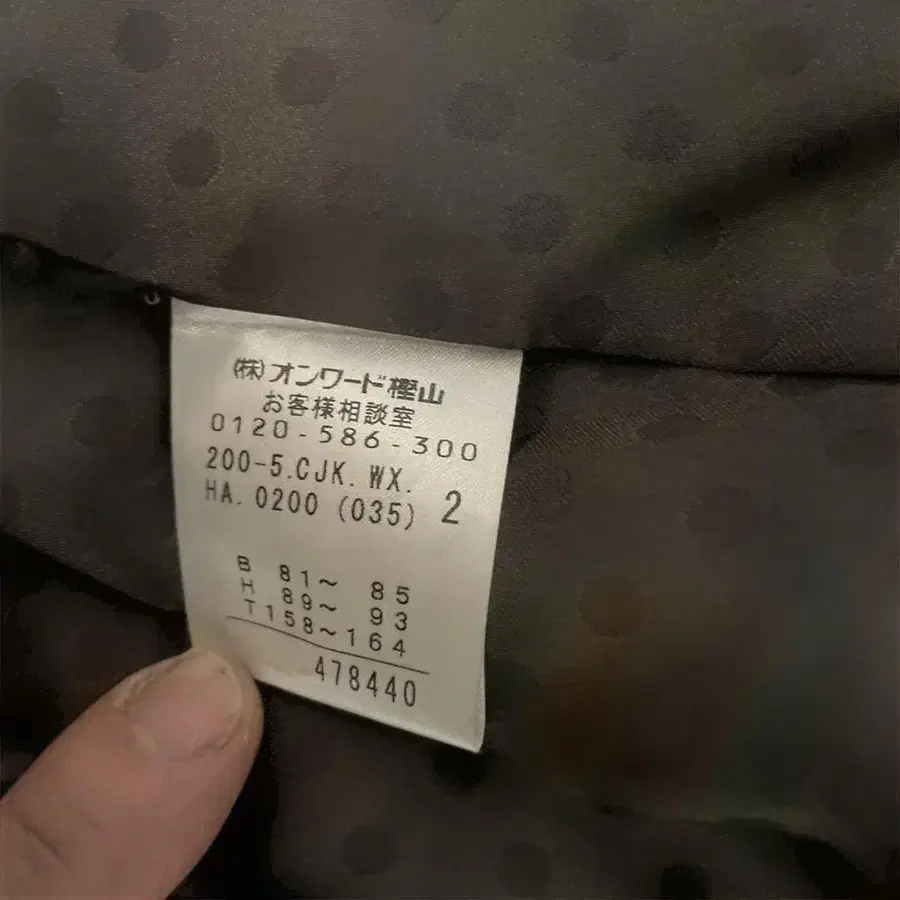 (株)オンワード樫山
お客様相談室
0120-586-300
200-5.CJK.WX.
HA.0200 (035) 2
B 81～ 85
H 89～ 93
T158～164
478440